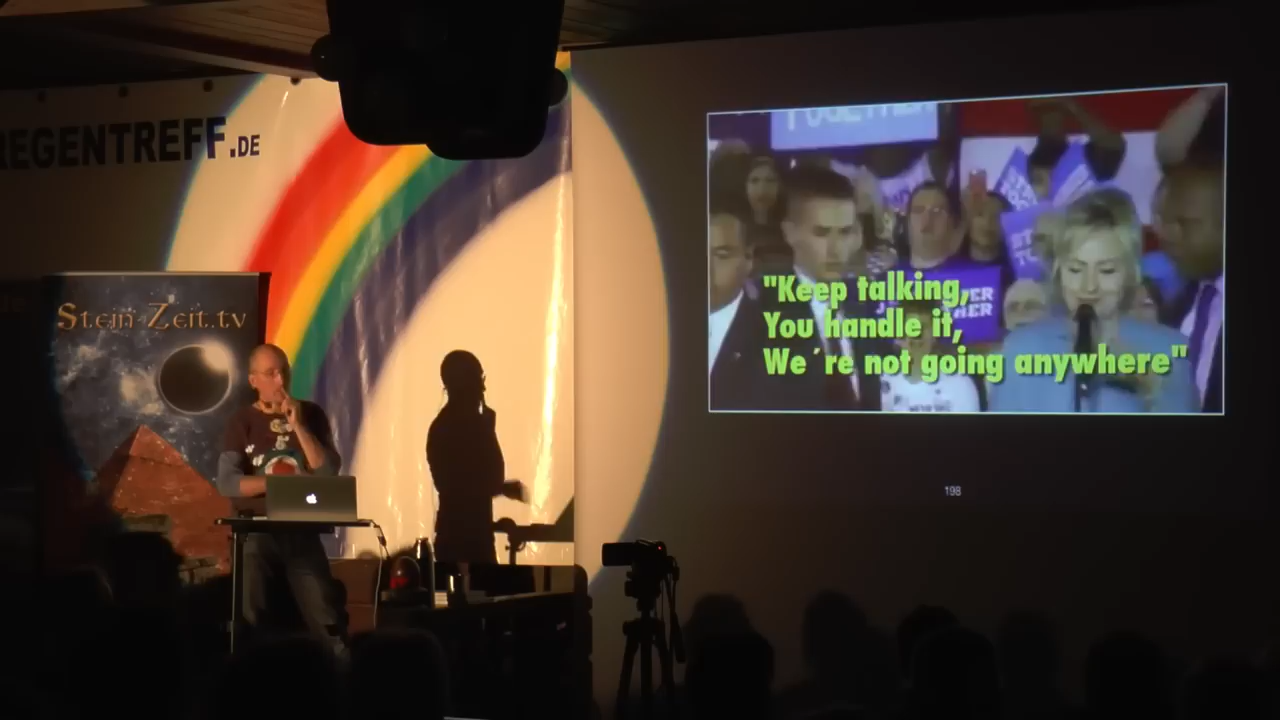 REGENTREFF.DE
Stein-Zeit.tv
TOGETHER
"Keep talking,
You handle it,
We´re not going anywhere"
198